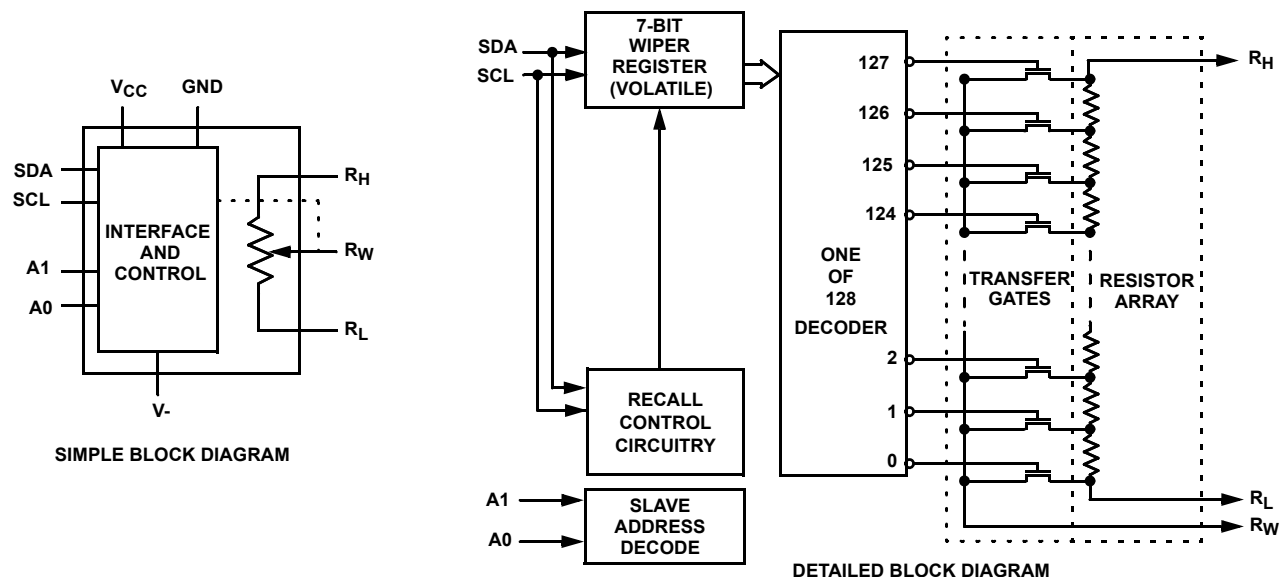 VCC
GND
SDA
SCL
A1
A0
INTERFACE
AND
CONTROL
RH
RW
RL
V-
SIMPLE BLOCK DIAGRAM
SDA
SCL
7-BIT
WIPER
REGISTER
(VOLATILE)
RECALL
CONTROL
CIRCUITRY
A1
A0
SLAVE
ADDRESS
DECODE
127
126
125
124
ONE
OF
128
DECODER
2
1
0
TRANSFER
GATES
RESISTOR
ARRAY
RH
RL
RW
DETAILED BLOCK DIAGRAM